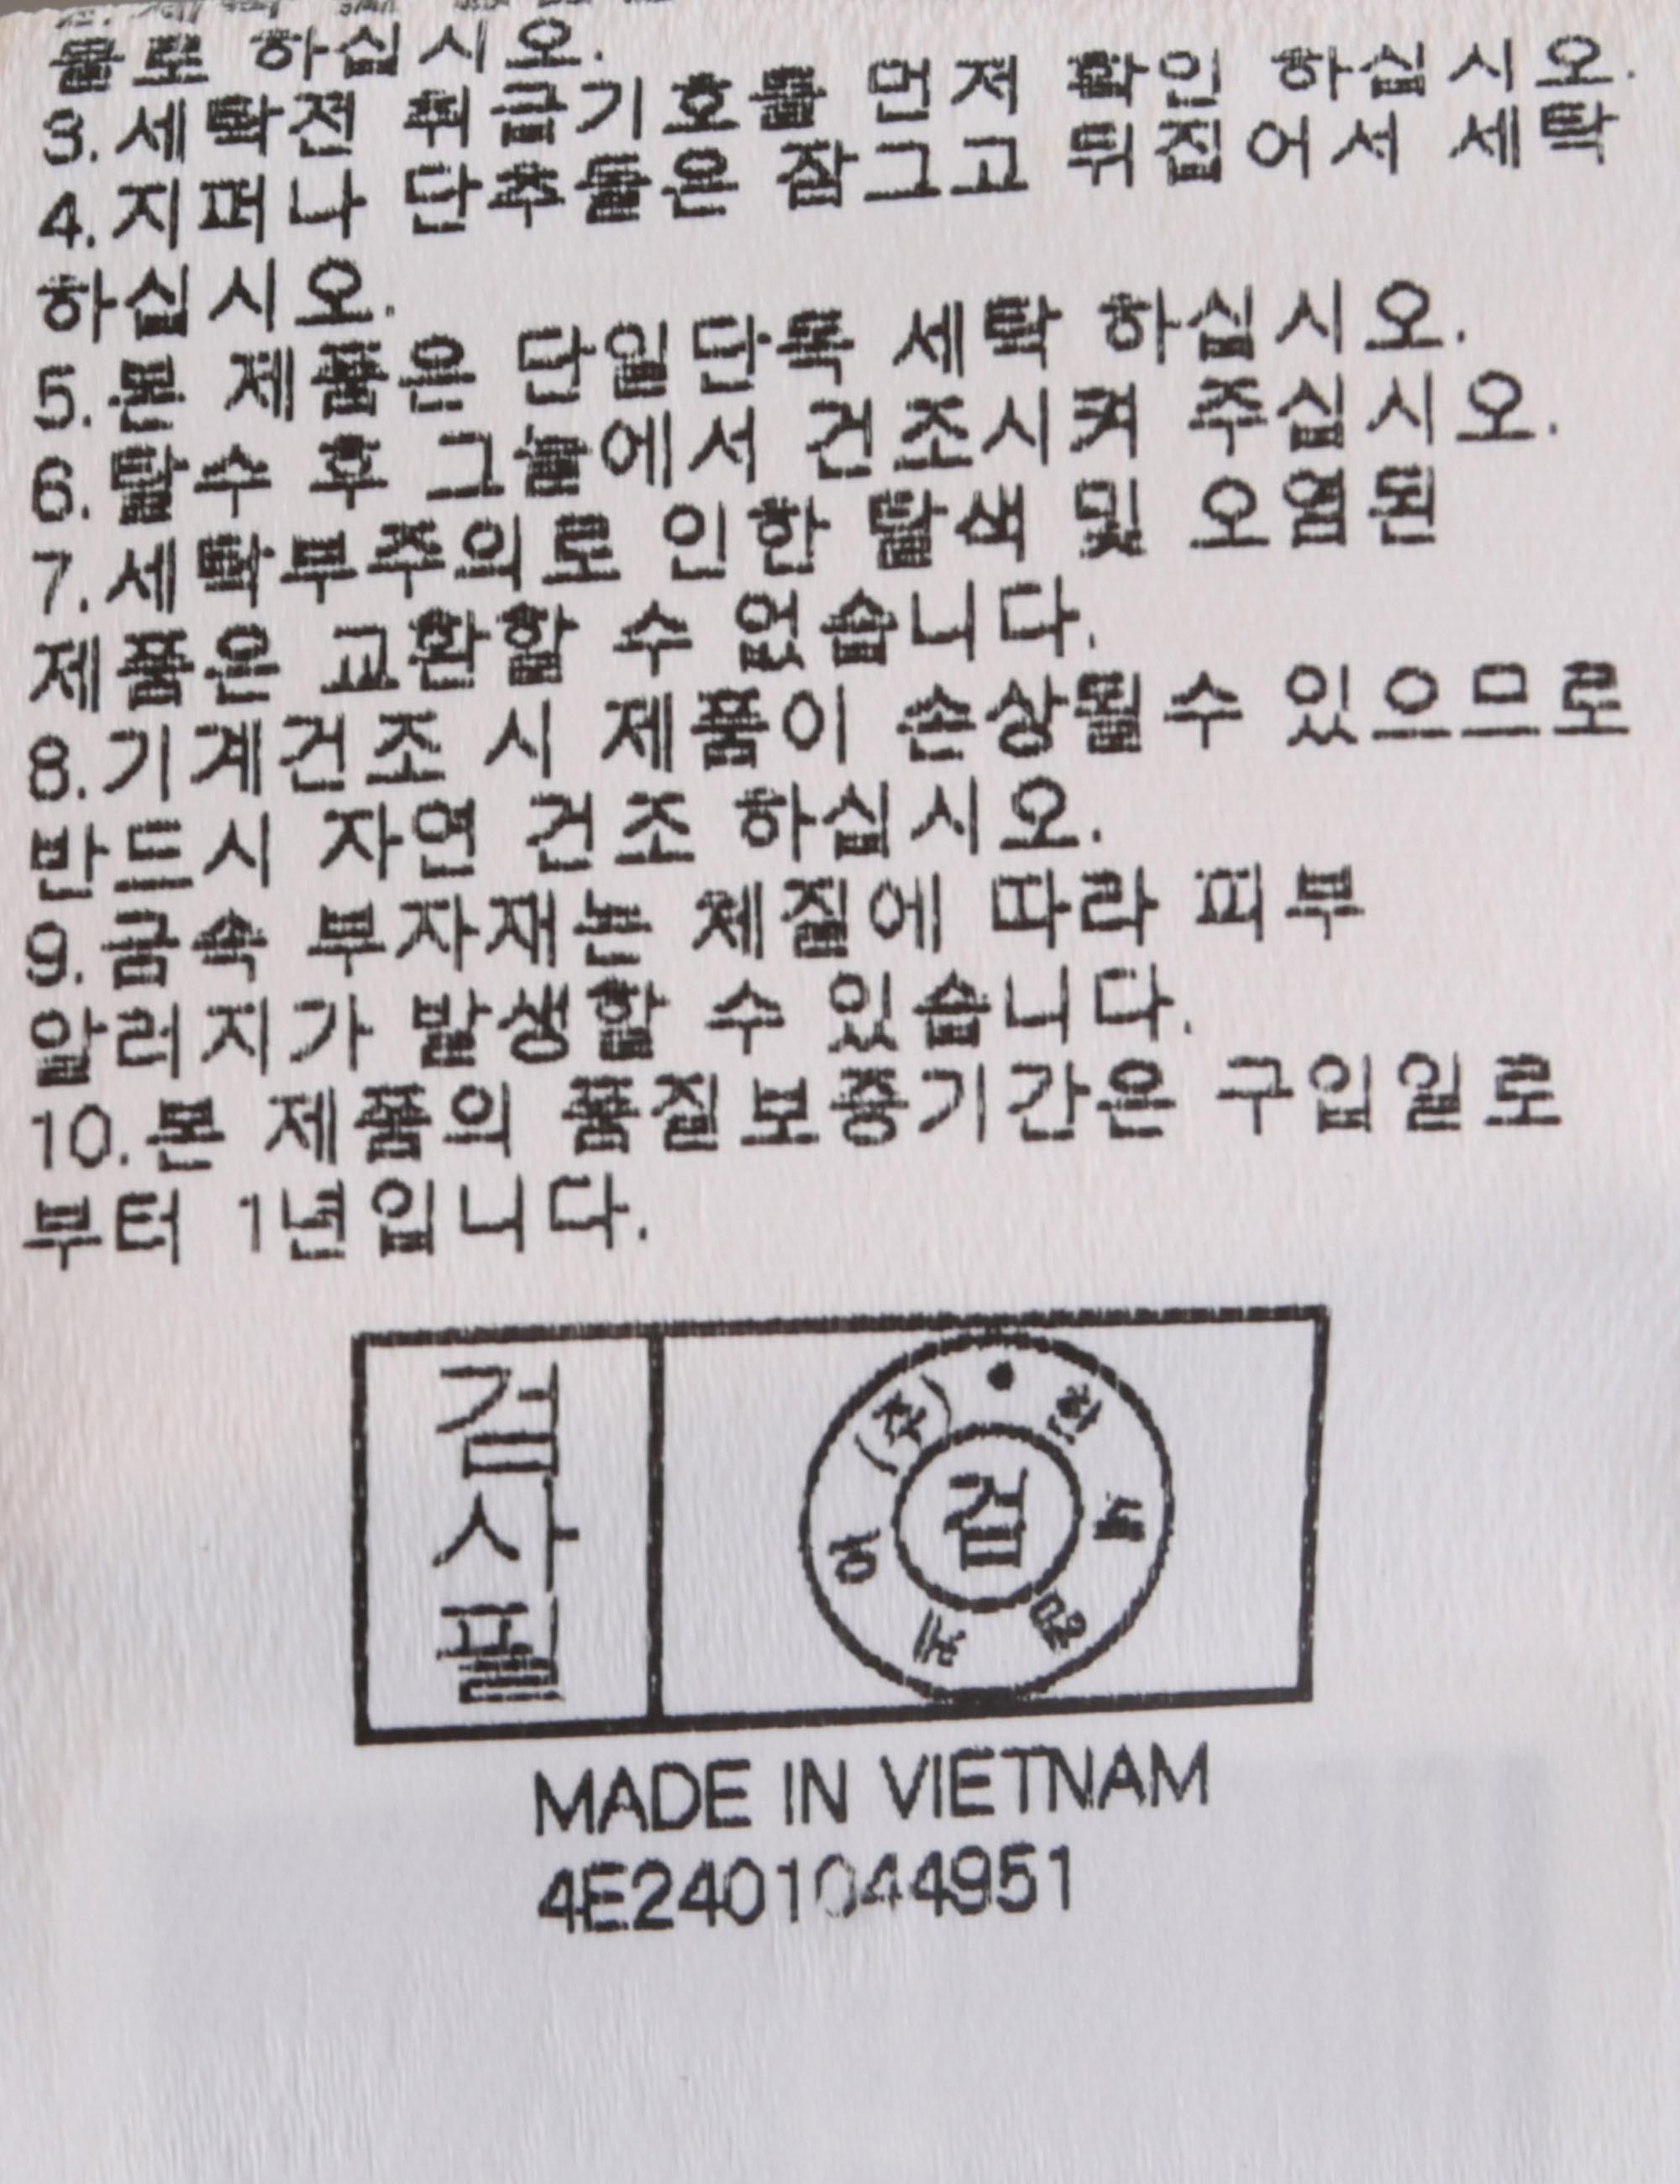 물로 하십시오.
3.세탁전 취급기호를 먼저 확인 하십시오.
4.지퍼나 단추들은 잠그고 뒤집어서 세탁
하십시오.
5.본 제품은 단일단독 세탁 하십시오.
6.탈수 후 그늘에서 건조시켜 주십시오.
7.세탁부주의로 인한 탈색 및 오염된
제품은 교환할 수 없습니다.
8.기계건조 시 제품이 손상될수 있으므로
반드시 자연 건조 하십시오.
9.금속 부자재는 체질에 따라 피부
알러지가 발생할 수 있습니다.
10.본 제품의 품질보증기간은 구입일로
부터 1년입니다.
검사필
(주)•한세엠케이
검
MADE IN VIETNAM
4E2401044951